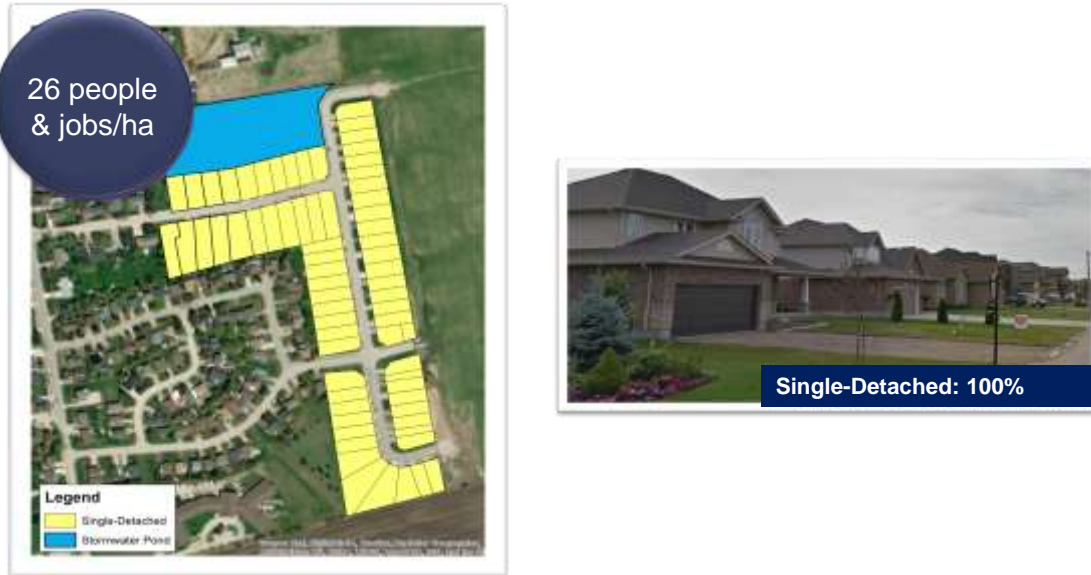 26 people
& jobs/ha
Single-Detached: 100%
Legend
Single-Detached
Stormwater Pond